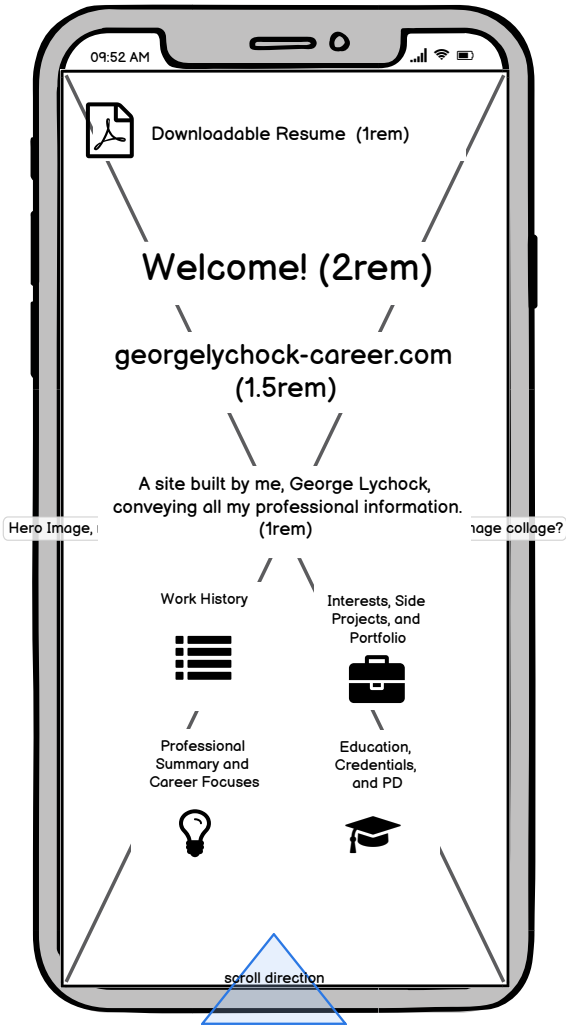 09:52 AM
Downloadable Resume (1rem)
Welcome! (2rem)
georgelychock-career.com
(1.5rem)
A site built by me, George Lychock,
conveying all my professional information.
(1rem)
Hero Image,
collage?
Work History
Interests, Side
Projects, and
Portfolio
Professional
Summary and
Career Focuses
Education,
Credentials,
and PD
scroll direction